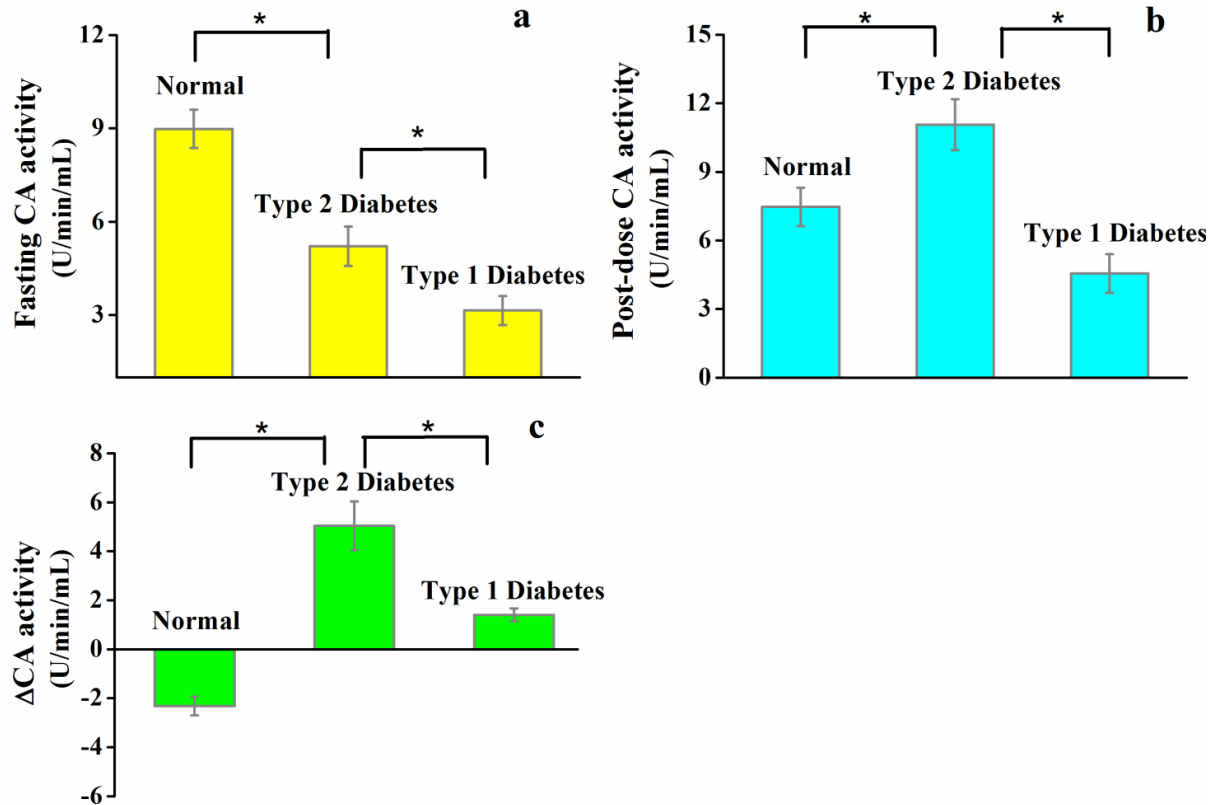 a
*
12
9
6
3
Fasting CA activity
(U/min/mL)
Normal
*
Type 2 Diabetes
Type 1 Diabetes
b
*
*
15
12
9
6
3
0
Post-dose CA activity
(U/min/mL)
Normal
Type 2 Diabetes
Type 1 Diabetes
c
*
*
8
6
4
2
0
-2
-4
-6
ΔCA activity
(U/min/mL)
Normal
Type 2 Diabetes
Type 1 Diabetes